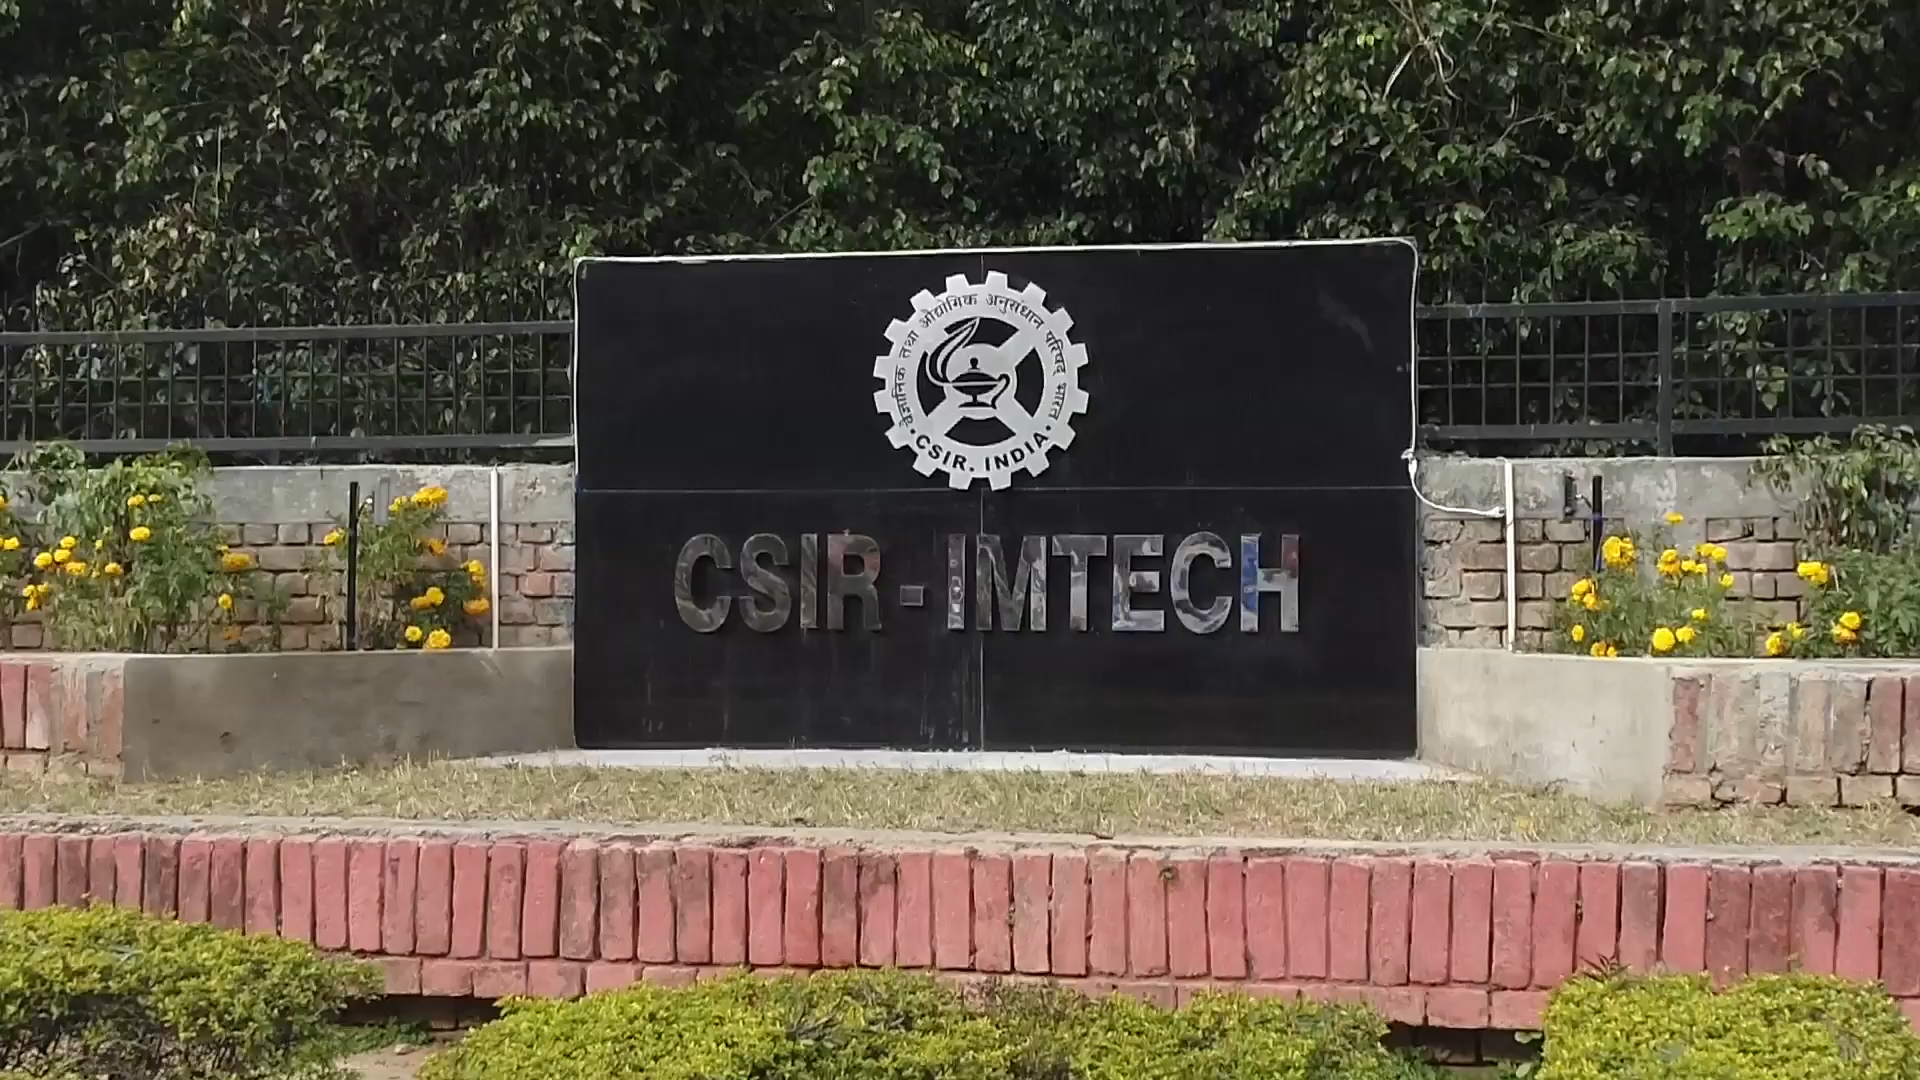 वैज्ञानिक तथा औद्योगिक अनुसंधान परिषद भारत
• CSIR. INDIA •
CSIR - IMTECH